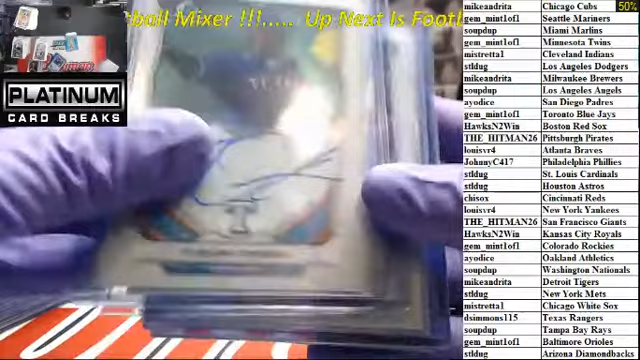 tball Mixer !!!..... Up Next Is Footb
PLATINUM
CARD BREAKS
50%
mikeandrita Chicago Cubs
gem_mint1of1 Seattle Mariners
soupdup Miami Marlins
gem_mint1of1 Minnesota Twins
mistretta1 Cleveland Indians
stldug Los Angeles Dodgers
mikeandrita Milwaukee Brewers
soupdup Los Angeles Angels
ayodice San Diego Padres
gem_mint1of1 Toronto Blue Jays
HawksN2Win Boston Red Sox
THE_HITMAN26 Pittsburgh Pirates
louisvr4 Atlanta Braves
JohnnyC417 Philadelphia Phillies
stldug St. Louis Cardinals
stldug Houston Astros
chisox Cincinnati Reds
louisvr4 New York Yankees
THE_HITMAN26 San Francisco Giants
HawksN2Win Kansas City Royals
gem_mint1of1 Colorado Rockies
ayodice Oakland Athletics
soupdup Washington Nationals
mikeandrita Detroit Tigers
stldug New York Mets
mistretta1 Chicago White Sox
dsimmons115 Texas Rangers
soupdup Tampa Bay Rays
gem_mint1of1 Baltimore Orioles
stldug Arizona Diamondbacks